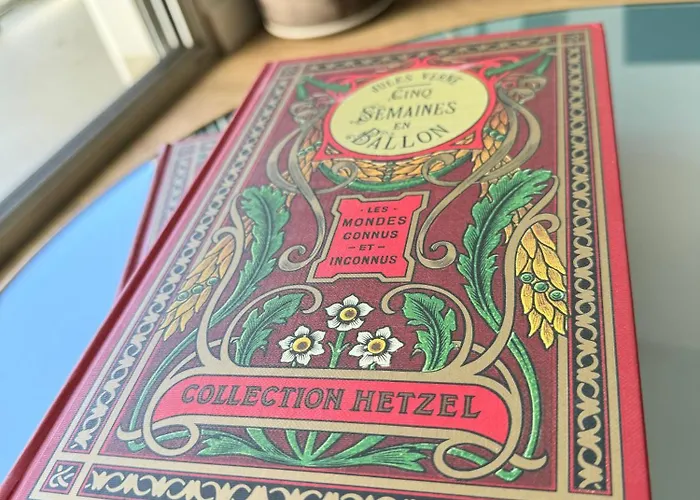 JULES VERNE
CINQ
SEMAINES
EN
BALLON
· LES ·
MONDES
CONNUS
– ET –
INCONNUS
COLLECTION HETZEL